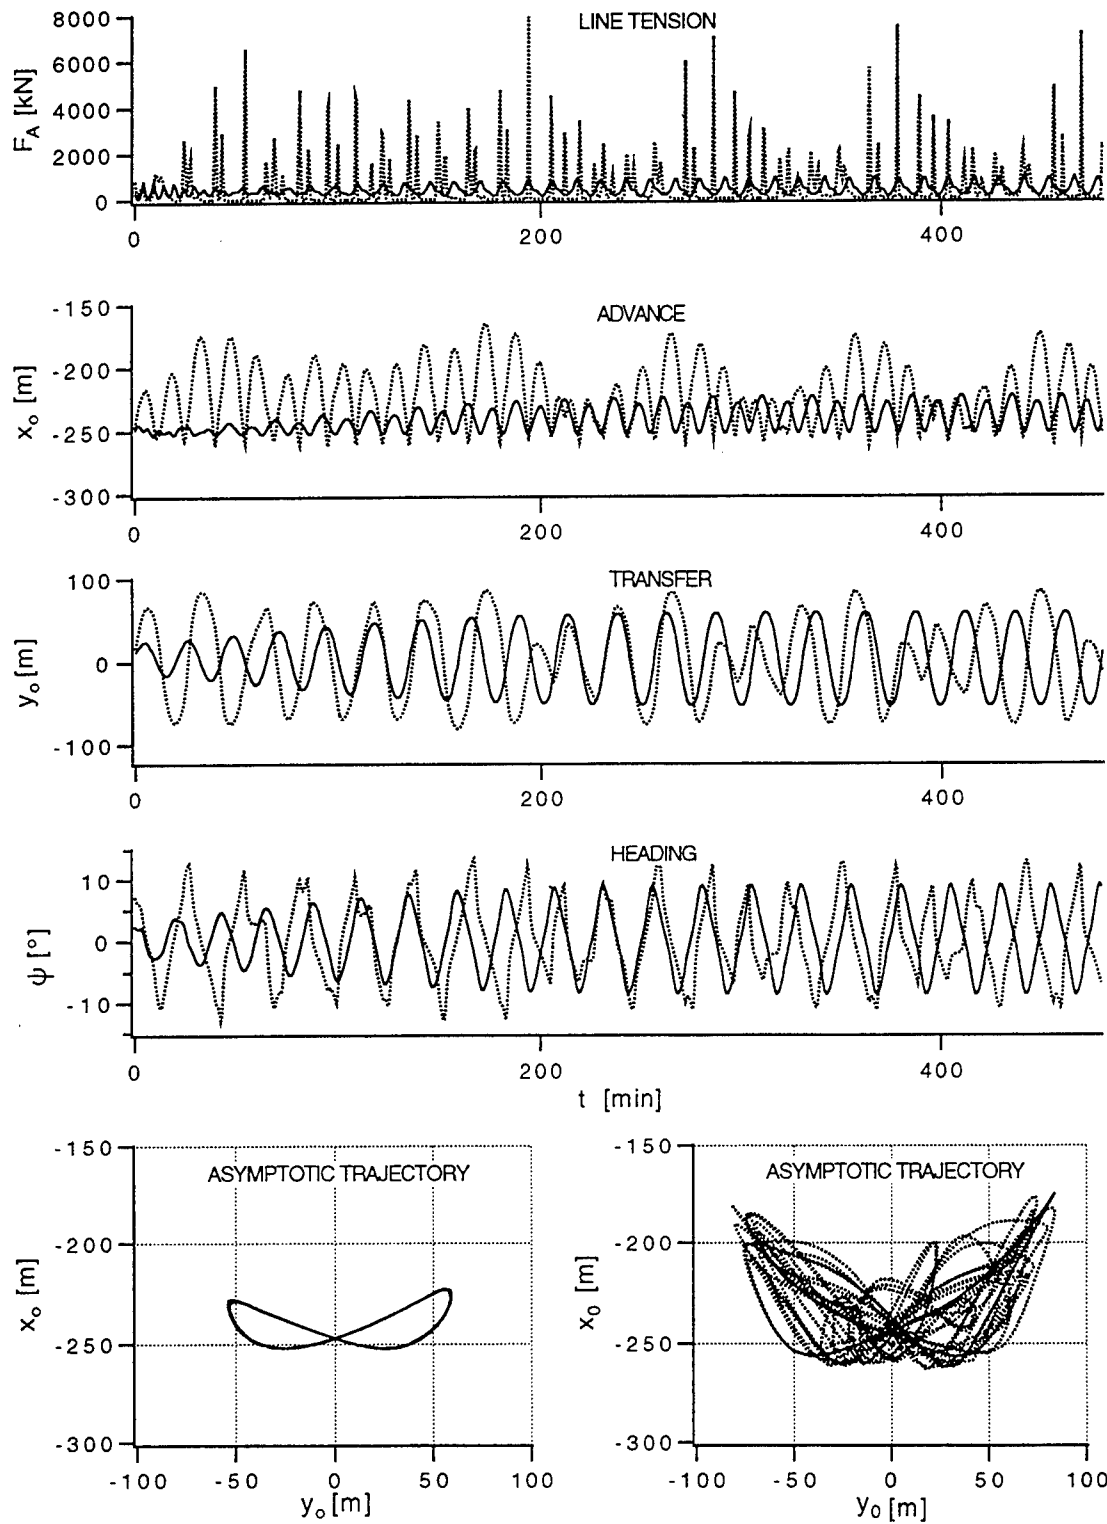 LINE TENSION
F_A [kN]
8000
6000
4000
2000
0
0 200 400
ADVANCE
x_o [m]
-150
-200
-250
-300
0 200 400
TRANSFER
y_o [m]
100
0
-100
0 200 400
HEADING
ψ [°]
10
0
-10
0 200 400
t [min]
ASYMPTOTIC TRAJECTORY
x_o [m]
-150
-200
-250
-300
-100 -50 0 50 100
y_o [m]
ASYMPTOTIC TRAJECTORY
x_0 [m]
-150
-200
-250
-300
-100 -50 0 50 100
y_0 [m]